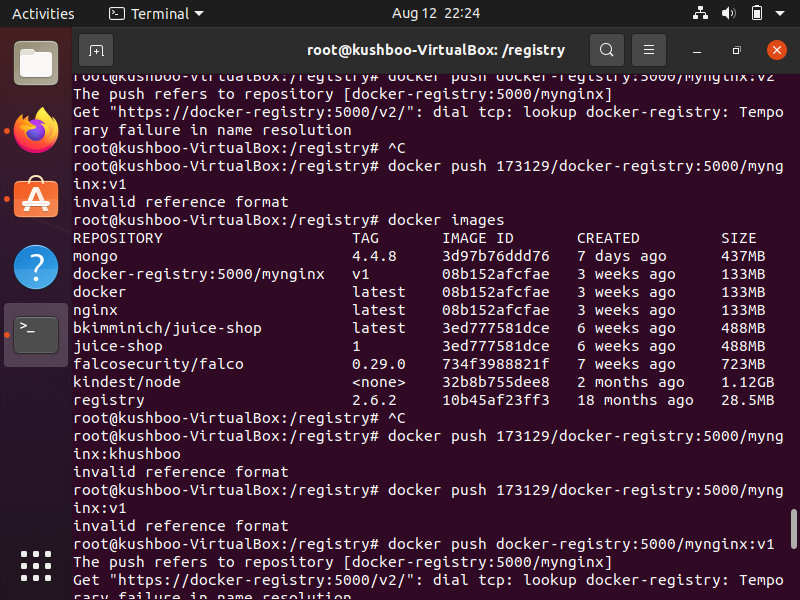 Activities
Terminal
Aug 12 22:24
root@kushboo-VirtualBox: /registry
root@kushboo-VirtualBox:/registry# docker push docker-registry:5000/mynginx:v2
The push refers to repository [docker-registry:5000/mynginx]
Get "https://docker-registry:5000/v2/": dial tcp: lookup docker-registry: Tempo
rary failure in name resolution
root@kushboo-VirtualBox:/registry# ^C
root@kushboo-VirtualBox:/registry# docker push 173129/docker-registry:5000/myng
inx:v1
invalid reference format
root@kushboo-VirtualBox:/registry# docker images
REPOSITORY TAG IMAGE ID CREATED SIZE
mongo 4.4.8 3d97b76ddd76 7 days ago 437MB
docker-registry:5000/mynginx v1 08b152afcfae 3 weeks ago 133MB
docker latest 08b152afcfae 3 weeks ago 133MB
nginx latest 08b152afcfae 3 weeks ago 133MB
bkimminich/juice-shop latest 3ed777581dce 6 weeks ago 488MB
juice-shop 1 3ed777581dce 6 weeks ago 488MB
falcosecurity/falco 0.29.0 734f3988821f 7 weeks ago 723MB
kindest/node <none> 32b8b755dee8 2 months ago 1.12GB
registry 2.6.2 10b45af23ff3 18 months ago 28.5MB
root@kushboo-VirtualBox:/registry# ^C
root@kushboo-VirtualBox:/registry# docker push 173129/docker-registry:5000/myng
inx:khushboo
invalid reference format
root@kushboo-VirtualBox:/registry# docker push 173129/docker-registry:5000/myng
inx:v1
invalid reference format
root@kushboo-VirtualBox:/registry# docker push docker-registry:5000/mynginx:v1
The push refers to repository [docker-registry:5000/mynginx]
Get "https://docker-registry:5000/v2/": dial tcp: lookup docker-registry: Tempo
rary failure in name resolution